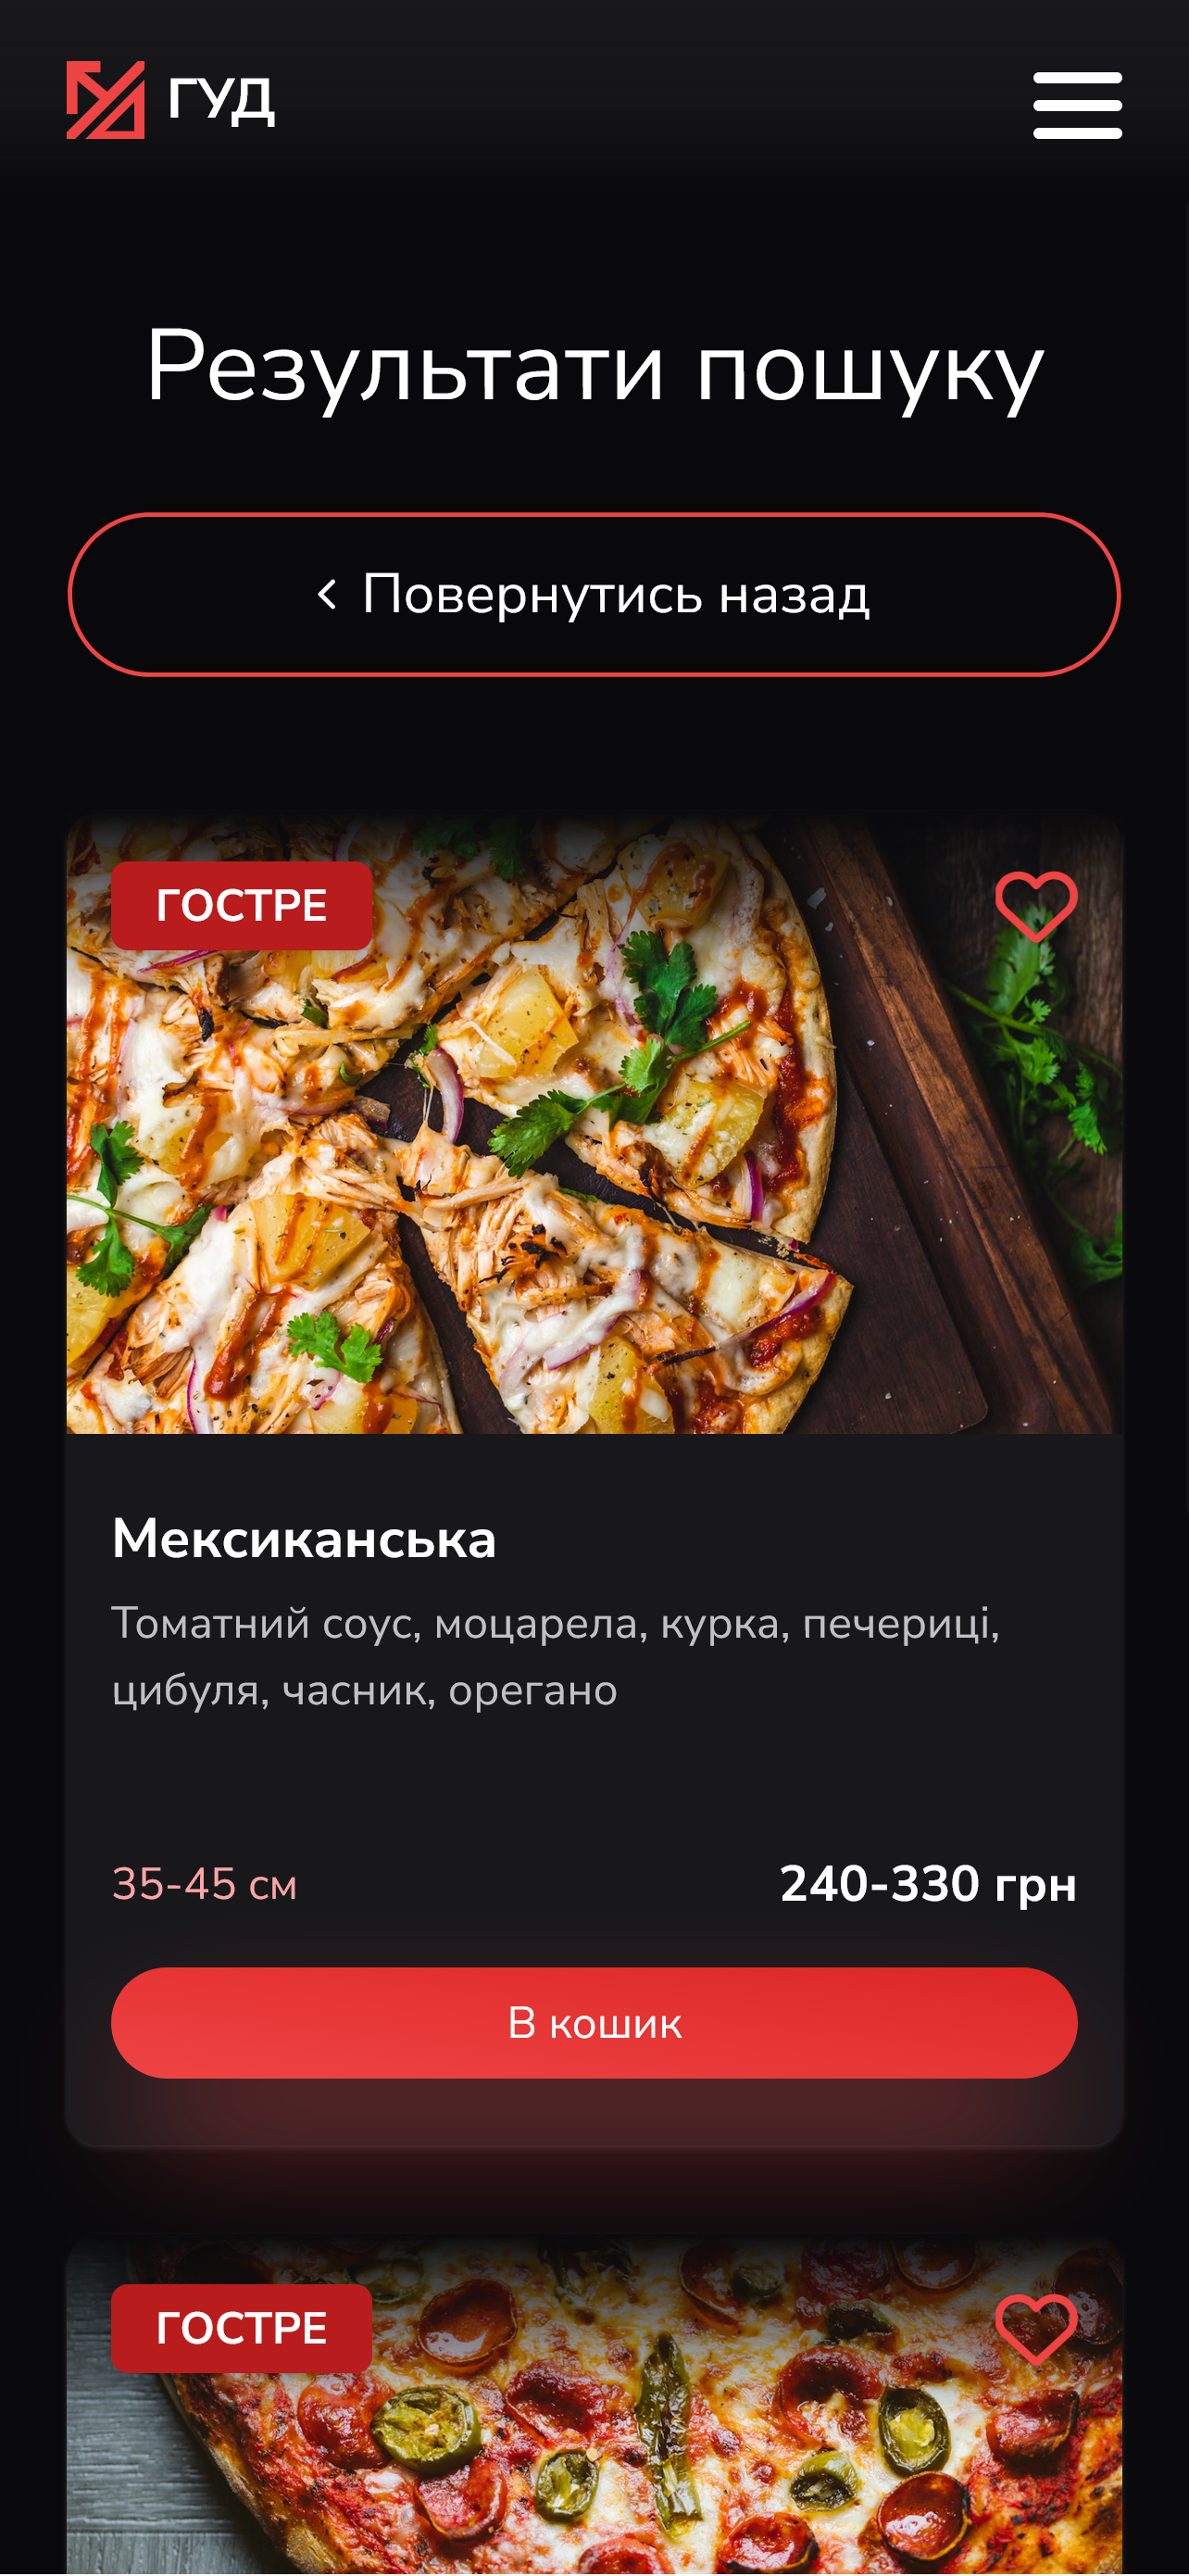 ГУД
Результати пошуку
Повернутись назад
ГОСТРЕ
Мексиканська
Томатний соус, моцарела, курка, печериці,
цибуля, часник, орегано
35-45 см
240-330 грн
В кошик
ГОСТРЕ